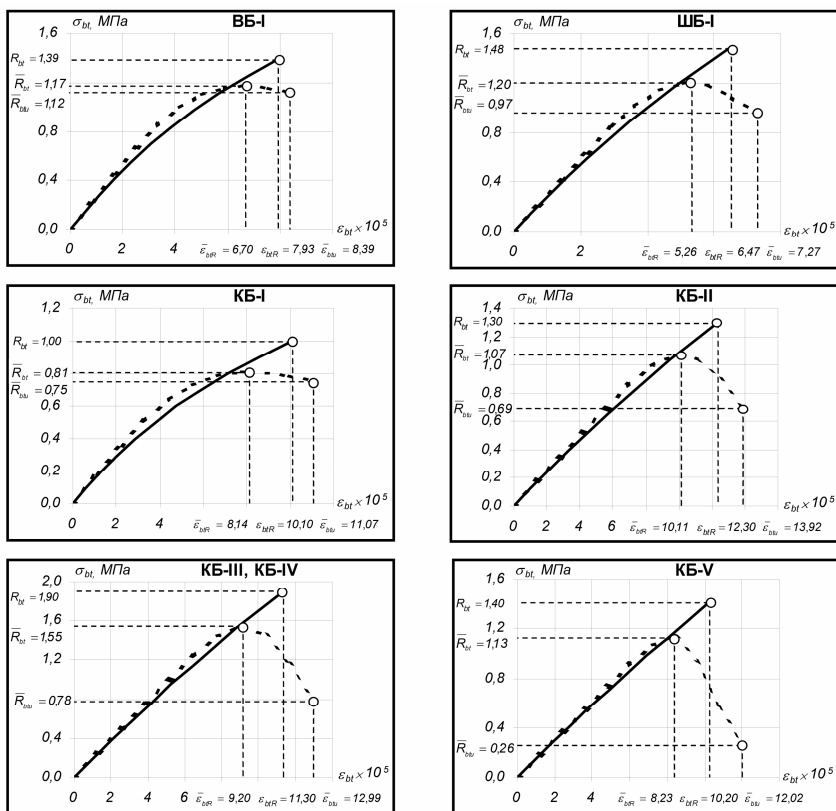 σbt, МПа ВБ-I
1,6
Rbt =1,39
R̅bt =1,17
R̅btu =1,12
0,8
0,4
0,0
εbt×10⁵
0 2 4 ε̅btR =6,70 εbtR =7,93 ε̅btu =8,39
σbt, МПа ШБ-I
1,6
Rbt =1,48
R̅bt =1,20
R̅btu =0,97
0,8
0,4
0,0
εbt×10⁵
0 2 ε̅btR =5,26 εbtR =6,47 ε̅btu =7,27
σbt, МПа КБ-I
1,2
Rbt =1,00
R̅bt =0,81
R̅btu =0,75
0,6
0,4
0,2
0,0
εbt×10⁵
0 2 4 6 ε̅btR =8,14 εbtR =10,10 ε̅btu =11,07
σbt, МПа КБ-II
1,4
Rbt =1,30
1,2
R̅bt =1,07
1,0
0,8
R̅btu =0,69
0,6
0,4
0,2
0,0
εbt×10⁵
0 2 4 6 ε̅btR =10,11 εbtR =12,30 ε̅btu =13,92
σbt, МПа КБ-III, КБ-IV
2,0
Rbt =1,90
1,6
R̅bt =1,55
1,2
R̅btu =0,78
0,4
0,0
εbt×10⁵
0 2 4 6 ε̅btR =9,20 εbtR =11,30 ε̅btu =12,99
σbt, МПа КБ-V
1,6
Rbt =1,40
1,2
R̅bt =1,13
0,8
0,4
R̅btu =0,26
0,0
εbt×10⁵
0 2 4 6 ε̅btR =8,23 εbtR =10,20 ε̅btu =12,02